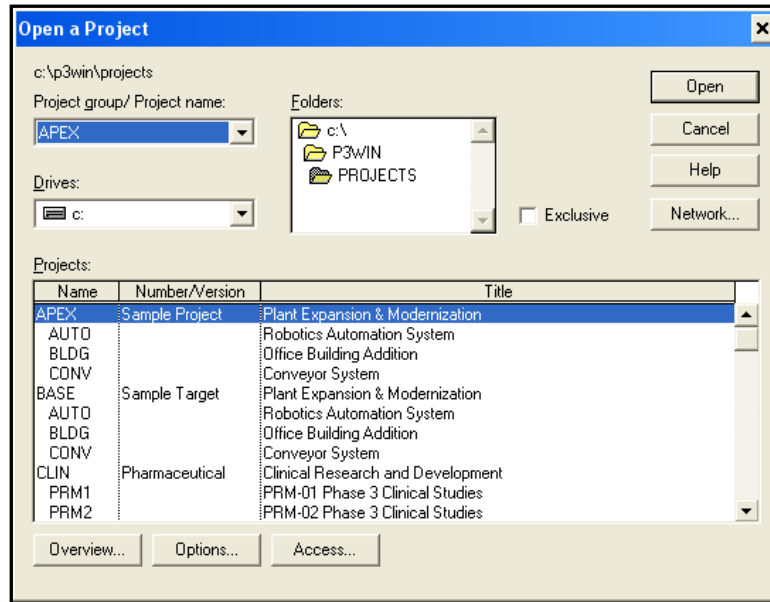 Open a Project
c:\p3win\projects
Project group/ Project name:
APEX
Folders:
c:\
P3WIN
PROJECTS
Drives:
c:
Exclusive
Open
Cancel
Help
Network...
Projects:
Name Number/Version Title
APEX Sample Project Plant Expansion & Modernization
AUTO Robotics Automation System
BLDG Office Building Addition
CONV Conveyor System
BASE Sample Target Plant Expansion & Modernization
AUTO Robotics Automation System
BLDG Office Building Addition
CONV Conveyor System
CLIN Pharmaceutical Clinical Research and Development
PRM1 PRM-01 Phase 3 Clinical Studies
PRM2 PRM-02 Phase 3 Clinical Studies
Overview... Options... Access...